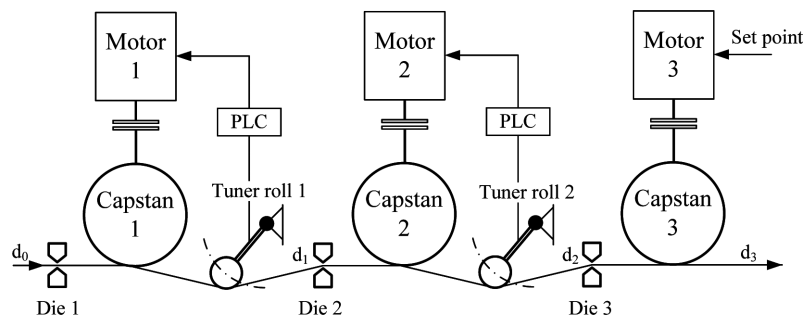 Motor
1
Motor
2
Motor
3
Set point
PLC
PLC
Capstan
1
Tuner roll 1
Capstan
2
Tuner roll 2
Capstan
3
d0
d1
d2
d3
Die 1
Die 2
Die 3